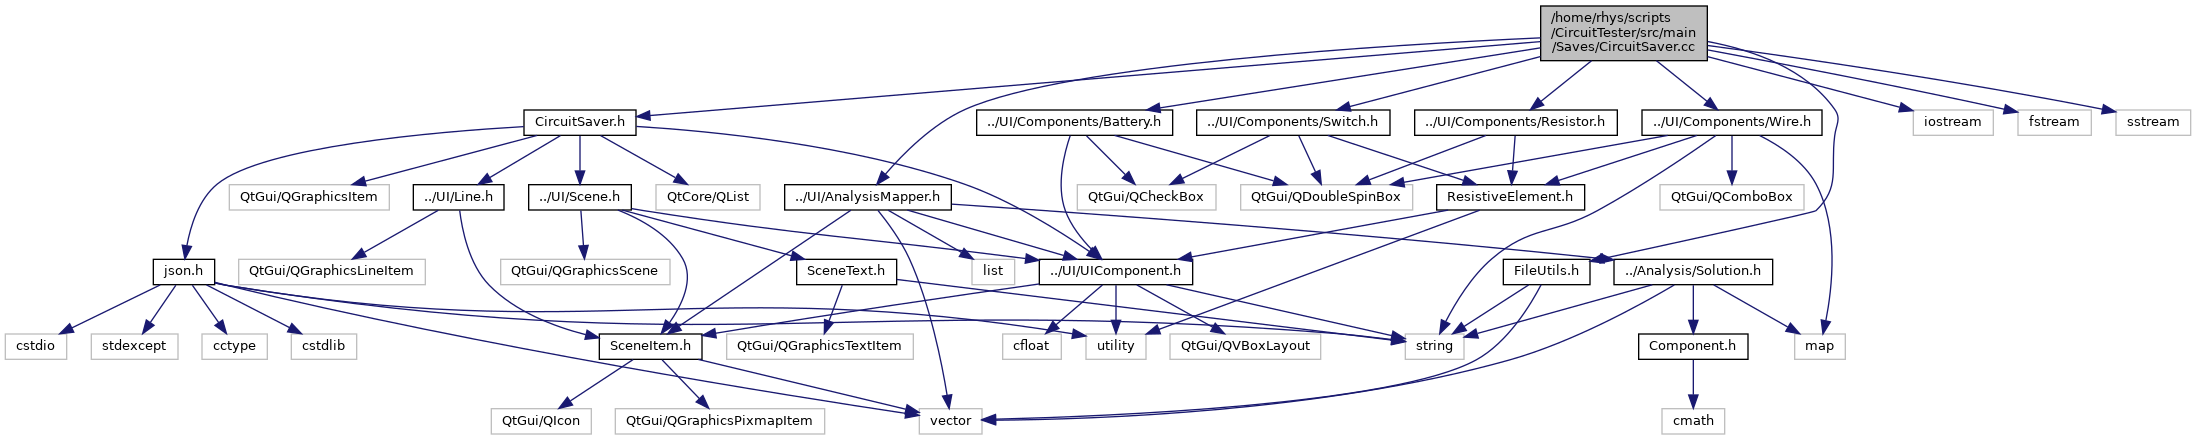 /home/rhys/scripts
/CircuitTester/src/main
/Saves/CircuitSaver.cc
CircuitSaver.h
../UI/Components/Battery.h
../UI/Components/Switch.h
../UI/Components/Resistor.h
../UI/Components/Wire.h
iostream
fstream
sstream
QtGui/QGraphicsItem
../UI/Line.h
../UI/Scene.h
QtCore/QList
../UI/AnalysisMapper.h
QtGui/QCheckBox
QtGui/QDoubleSpinBox
ResistiveElement.h
QtGui/QComboBox
json.h
QtGui/QGraphicsLineItem
QtGui/QGraphicsScene
SceneText.h
list
../UI/UIComponent.h
FileUtils.h
../Analysis/Solution.h
cstdio
stdexcept
cctype
cstdlib
SceneItem.h
QtGui/QGraphicsTextItem
cfloat
utility
QtGui/QVBoxLayout
string
Component.h
map
QtGui/QIcon
QtGui/QGraphicsPixmapItem
vector
cmath